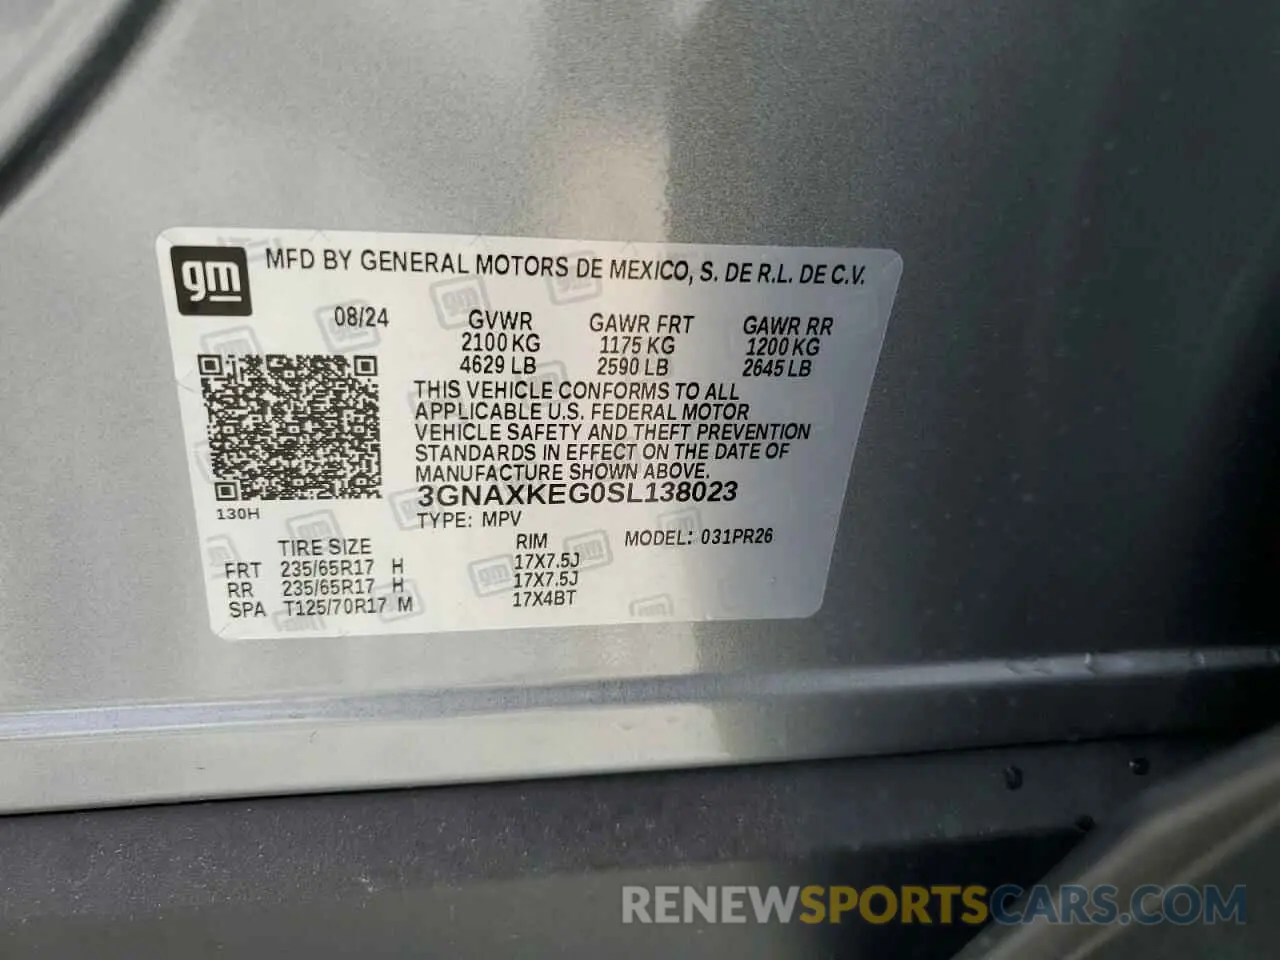 gm MFD BY GENERAL MOTORS DE MEXICO, S. DE R.L. DE C.V.
08/24 GVWR GAWR FRT GAWR RR
2100 KG 1175 KG 1200 KG
4629 LB 2590 LB 2645 LB
THIS VEHICLE CONFORMS TO ALL
APPLICABLE U.S. FEDERAL MOTOR
VEHICLE SAFETY AND THEFT PREVENTION
STANDARDS IN EFFECT ON THE DATE OF
MANUFACTURE SHOWN ABOVE.
3GNAXKEG0SL138023
130H
TYPE: MPV
MODEL: 031PR26
TIRE SIZE RIM
FRT 235/65R17 H 17X7.5J
RR 235/65R17 H 17X7.5J
SPA T125/70R17 M 17X4BT
RENEWSPORTSCARS.COM